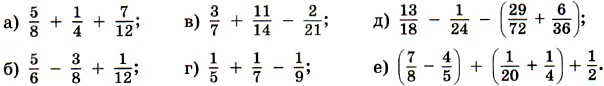 а) 5/8 + 1/4 + 7/12; в) 3/7 + 11/14 − 2/21; д) 13/18 − 1/24 − (29/72 + 6/36);
б) 5/6 − 3/8 + 1/12; г) 1/5 + 1/7 − 1/9; е) (7/8 − 4/5) + (1/20 + 1/4) + 1/2.